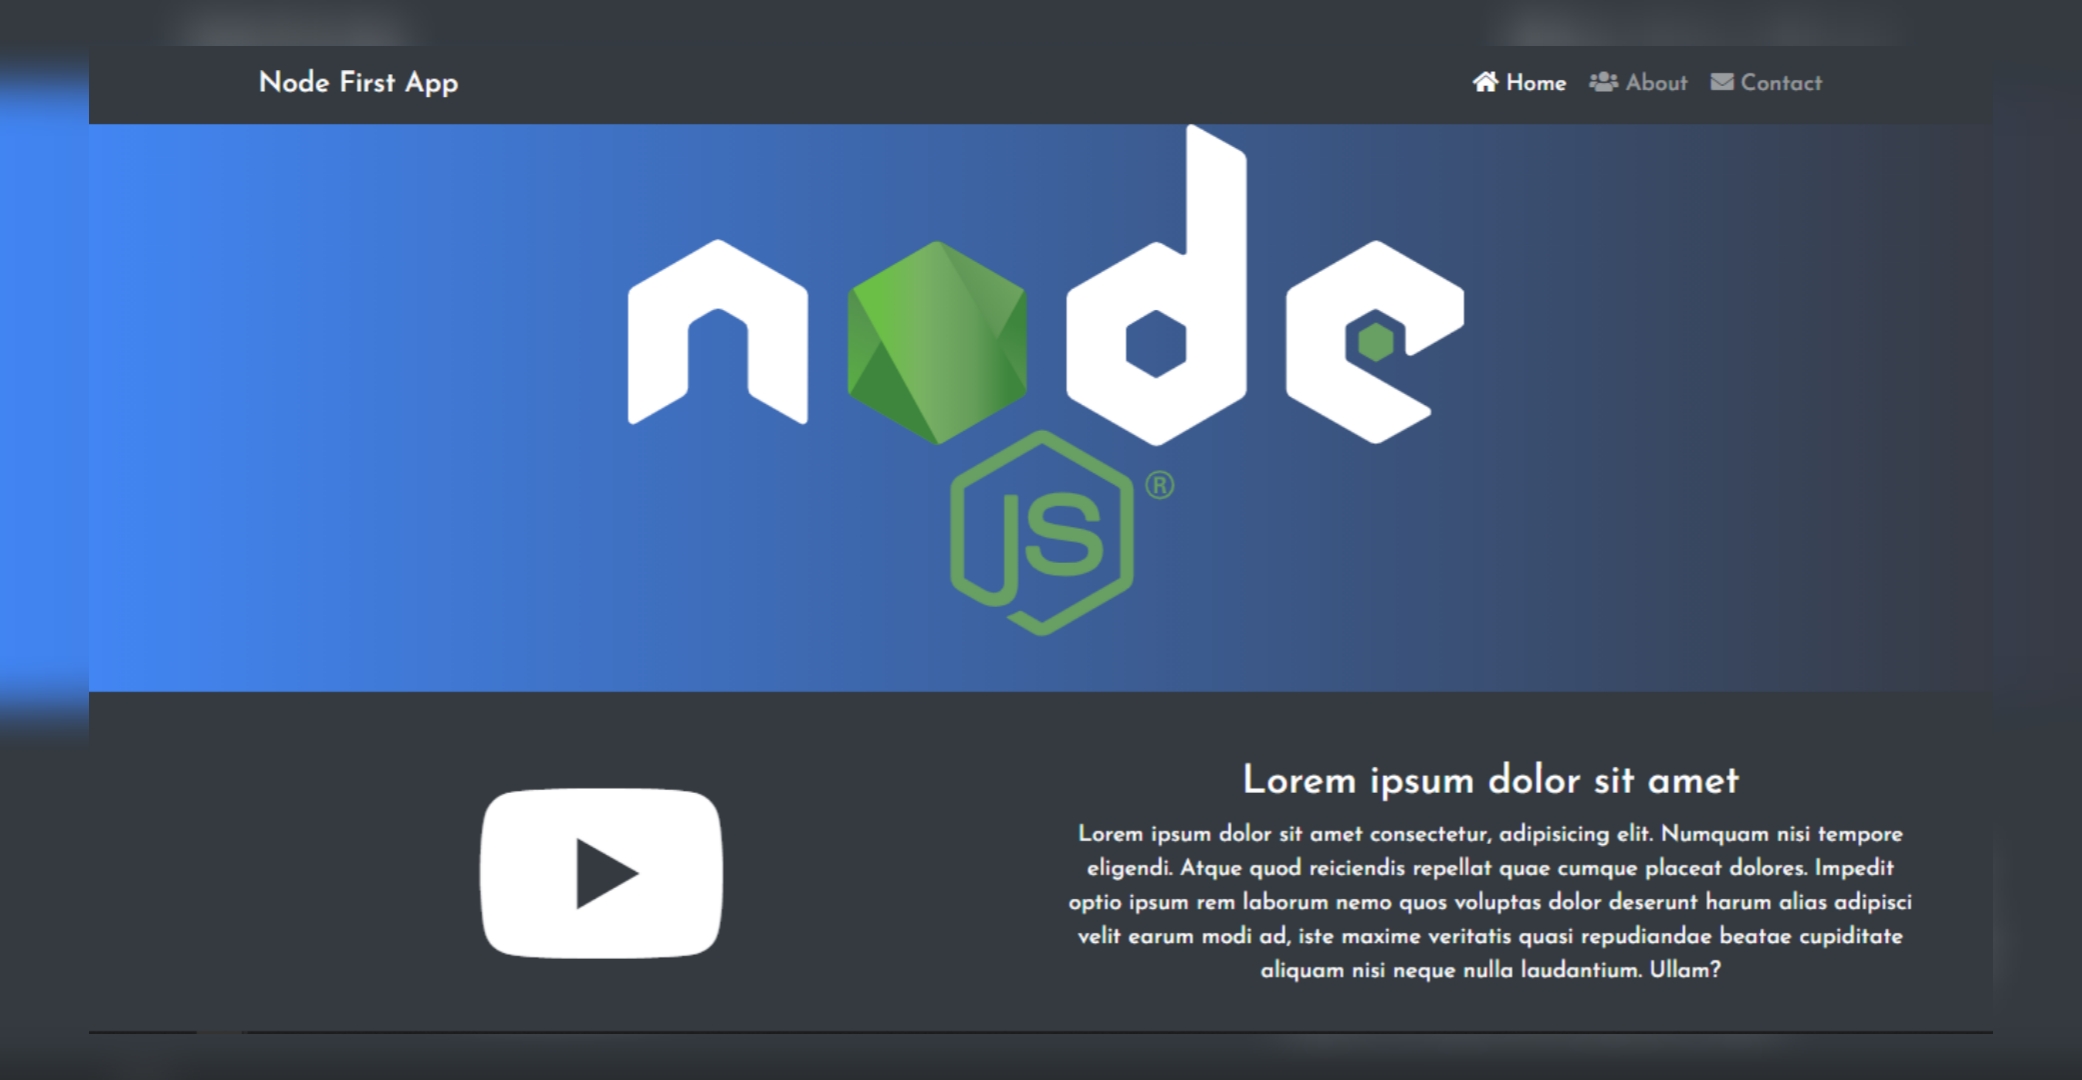 Node First App
Home About Contact
node
JS ®
Lorem ipsum dolor sit amet
Lorem ipsum dolor sit amet consectetur, adipisicing elit. Numquam nisi tempore
eligendi. Atque quod reiciendis repellat quae cumque placeat dolores. Impedit
optio ipsum rem laborum nemo quos voluptas dolor deserunt harum alias adipisci
velit earum modi ad, iste maxime veritatis quasi repudiandae beatae cupiditate
aliquam nisi neque nulla laudantium. Ullam?